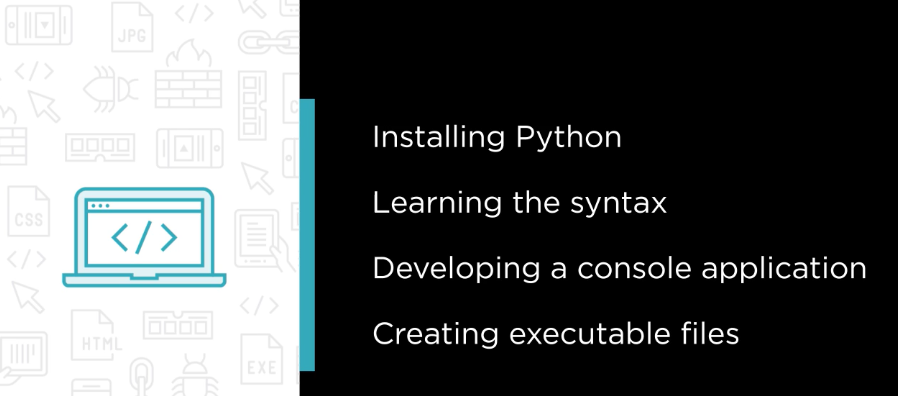 JPG
CSS
HTML
EXE
Installing Python
Learning the syntax
Developing a console application
Creating executable files